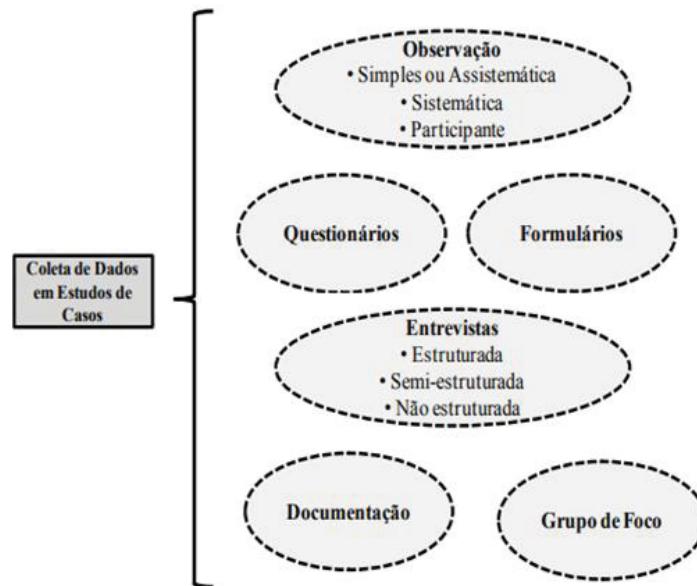 Coleta de Dados
em Estudos de
Casos
Observação
• Simples ou Assistemática
• Sistemática
• Participante
Questionários
Formulários
Entrevistas
• Estruturada
• Semi-estruturada
• Não estruturada
Documentação
Grupo de Foco